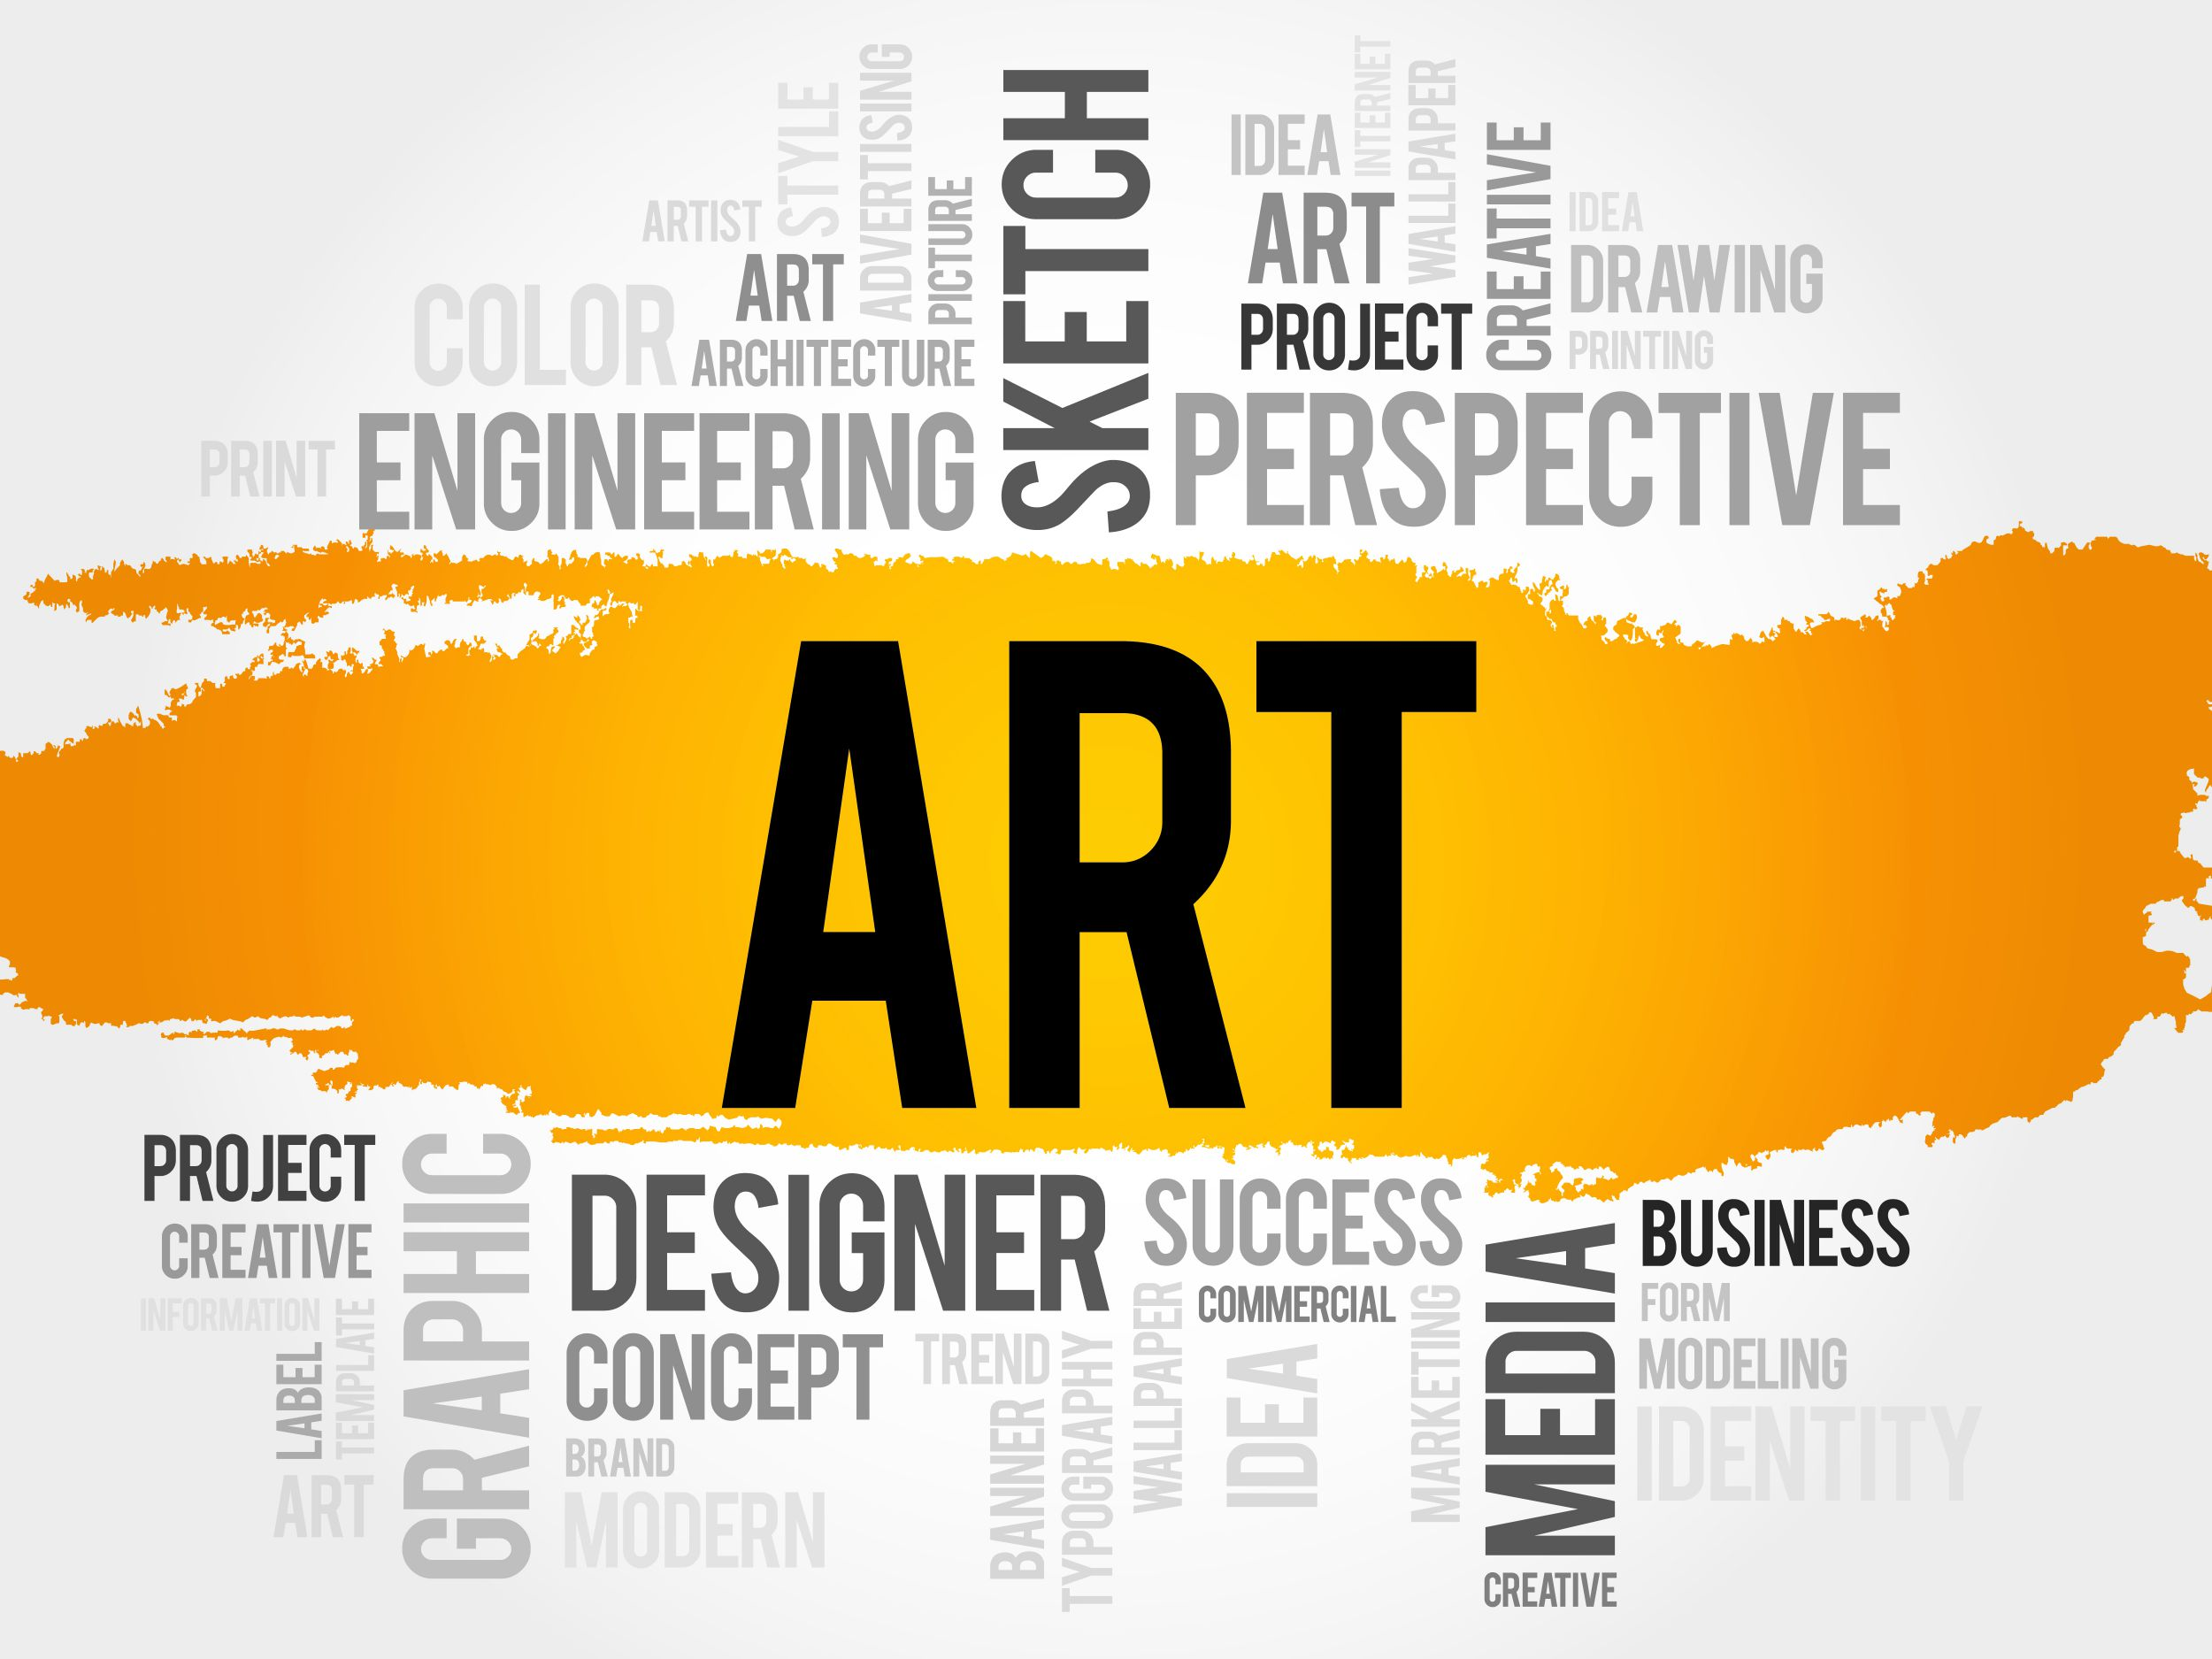 STYLE
ADVERTISING
SKETCH
INTERNET
WALLPAPER
IDEA
CREATIVE
ARTIST
PICTURE
ART
IDEA
ART
DRAWING
COLOR
ARCHITECTURE
PROJECT
PRINTING
PRINT
ENGINEERING
PERSPECTIVE
ART
PROJECT
GRAPHIC
DESIGNER
SUCCESS
BUSINESS
CREATIVE
COMMERCIAL
MEDIA
FORM
INFORMATION
TEMPLATE
LABEL
CONCEPT
TREND
WALLPAPER
IDEA
MARKETING
MODELING
BRAND
BANNER
TYPOGRAPHY
IDENTITY
ART
MODERN
CREATIVE